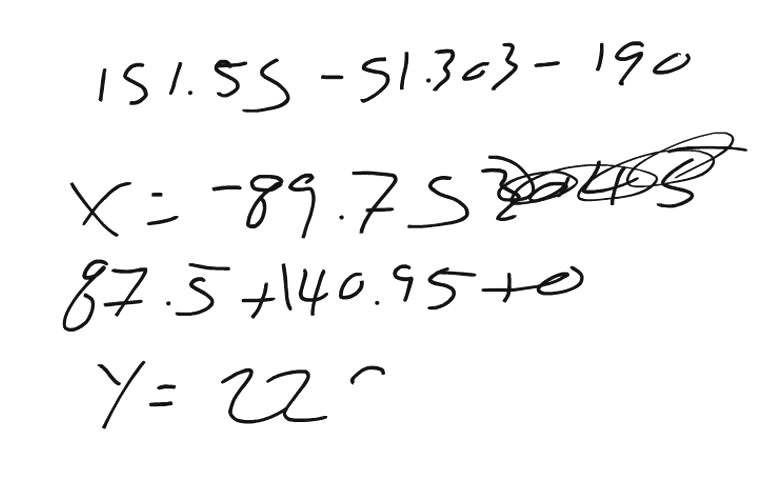 151.55 - 51.303 - 190
X = -89.75
87.5 + 140.95 + 0
Y = 22